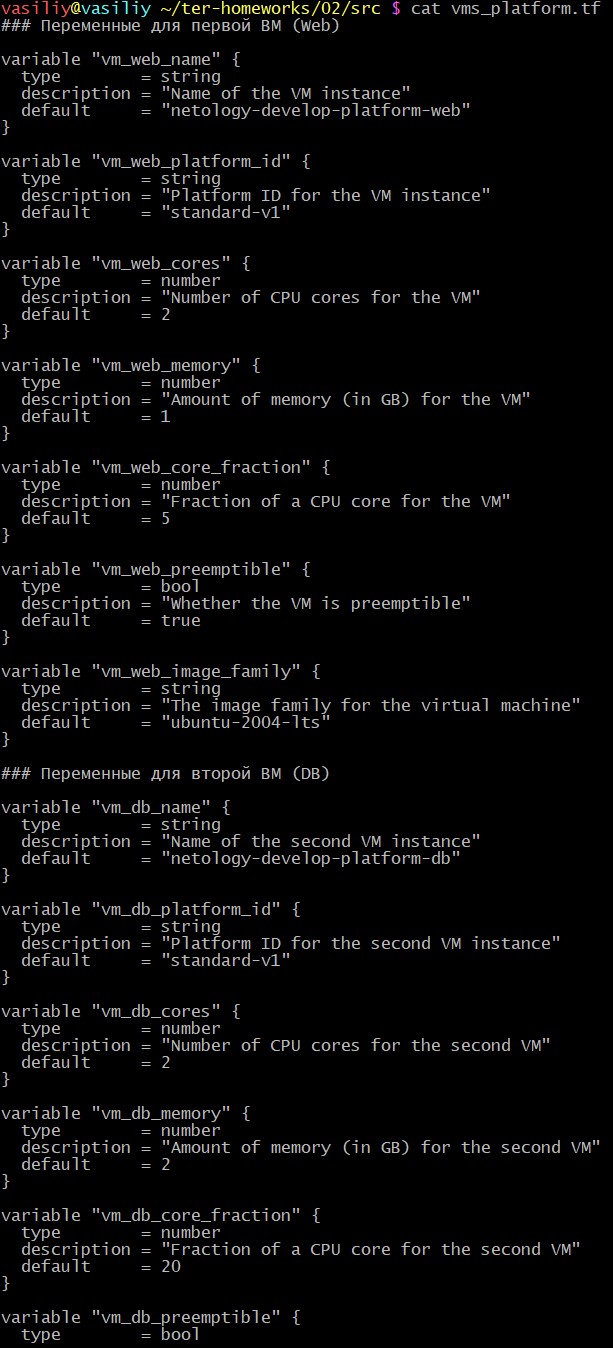 vasiliy@vasiliy ~/ter-homeworks/02/src $ cat vms_platform.tf
### Переменные для первой ВМ (Web)

variable "vm_web_name" {
  type        = string
  description = "Name of the VM instance"
  default     = "netology-develop-platform-web"
}

variable "vm_web_platform_id" {
  type        = string
  description = "Platform ID for the VM instance"
  default     = "standard-v1"
}

variable "vm_web_cores" {
  type        = number
  description = "Number of CPU cores for the VM"
  default     = 2
}

variable "vm_web_memory" {
  type        = number
  description = "Amount of memory (in GB) for the VM"
  default     = 1
}

variable "vm_web_core_fraction" {
  type        = number
  description = "Fraction of a CPU core for the VM"
  default     = 5
}

variable "vm_web_preemptible" {
  type        = bool
  description = "Whether the VM is preemptible"
  default     = true
}

variable "vm_web_image_family" {
  type        = string
  description = "The image family for the virtual machine"
  default     = "ubuntu-2004-lts"
}

### Переменные для второй ВМ (DB)

variable "vm_db_name" {
  type        = string
  description = "Name of the second VM instance"
  default     = "netology-develop-platform-db"
}

variable "vm_db_platform_id" {
  type        = string
  description = "Platform ID for the second VM instance"
  default     = "standard-v1"
}

variable "vm_db_cores" {
  type        = number
  description = "Number of CPU cores for the second VM"
  default     = 2
}

variable "vm_db_memory" {
  type        = number
  description = "Amount of memory (in GB) for the second VM"
  default     = 2
}

variable "vm_db_core_fraction" {
  type        = number
  description = "Fraction of a CPU core for the second VM"
  default     = 20
}

variable "vm_db_preemptible" {
  type        = bool